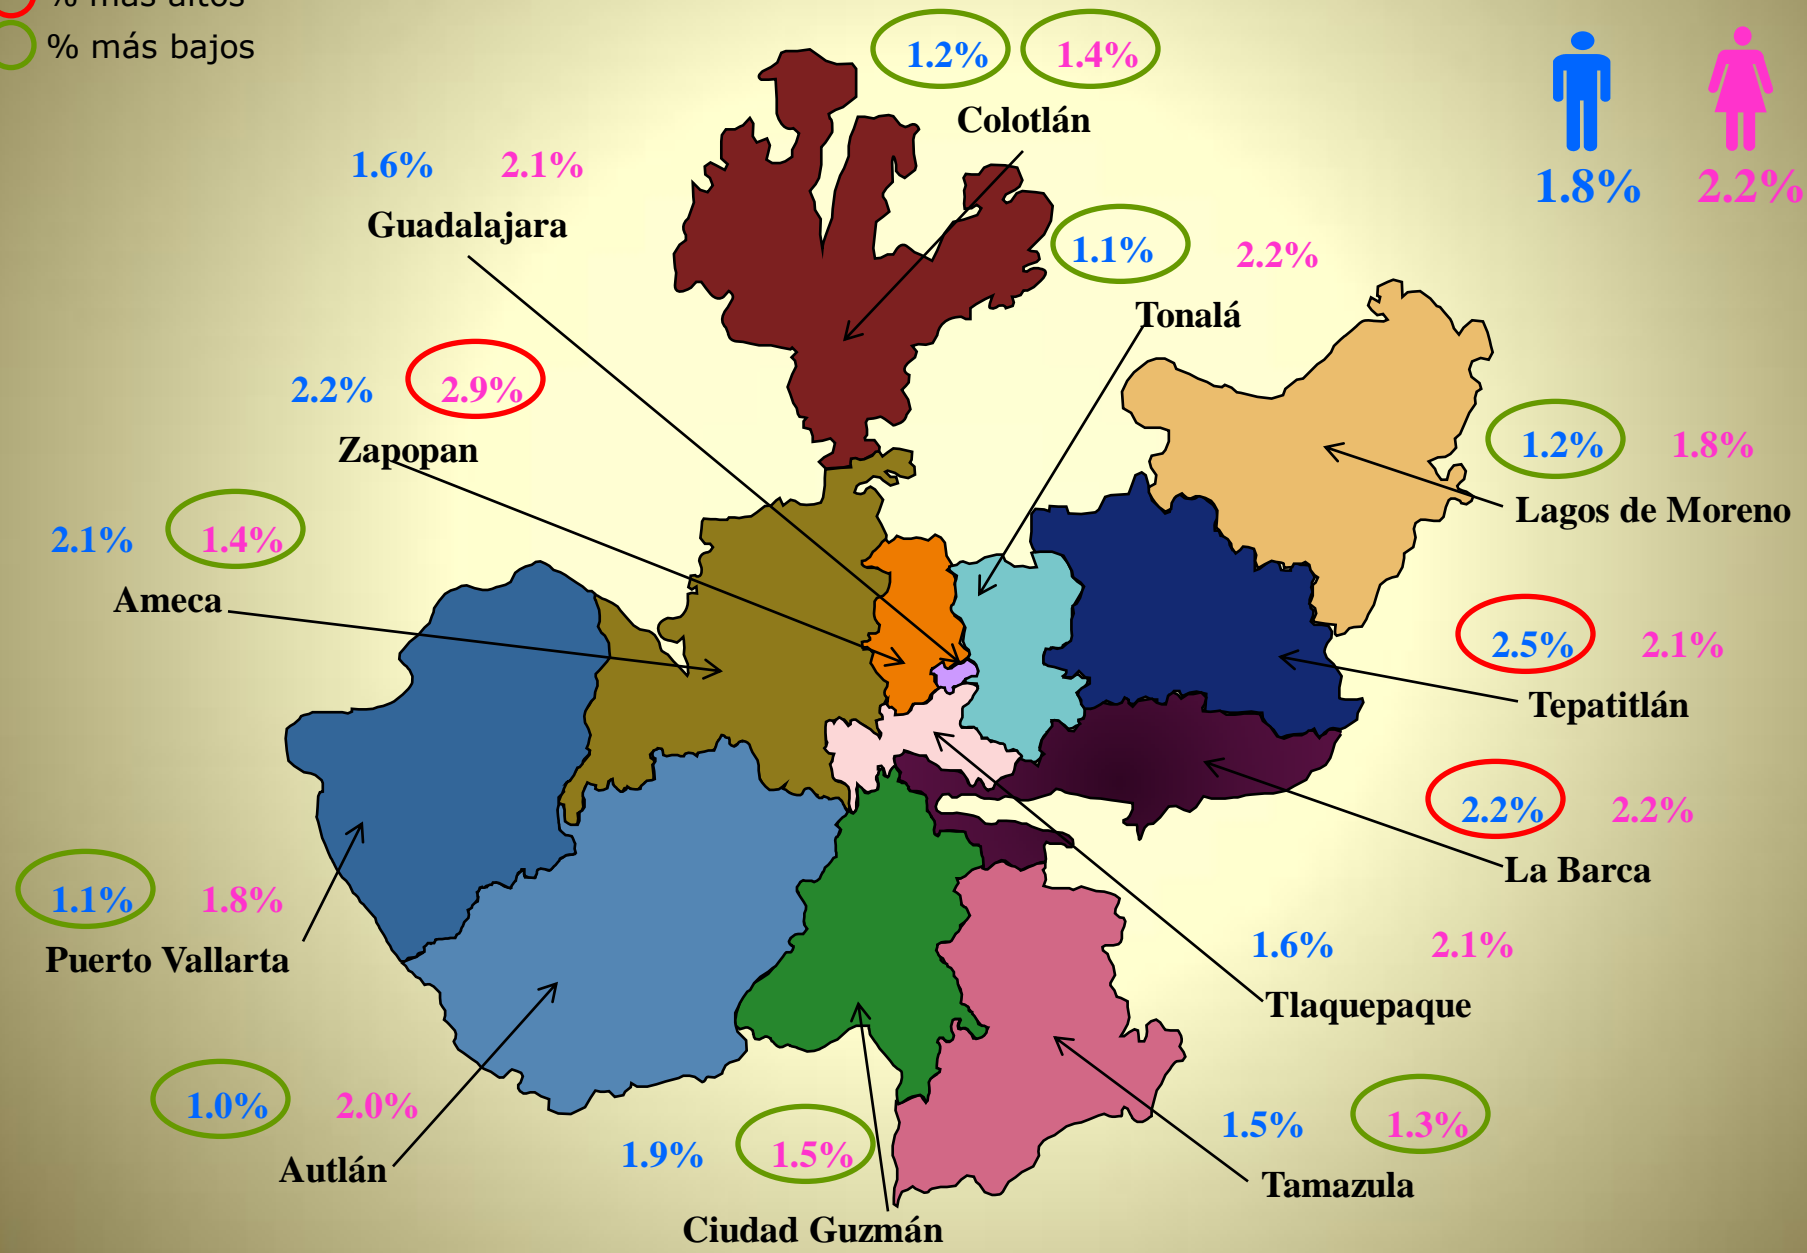 % más altos
% más bajos
1.2% 1.4%
Colotlán
1.8% 2.2%
1.6% 2.1%
Guadalajara
1.1% 2.2%
Tonalá
2.2% 2.9%
Zapopan
1.2% 1.8%
Lagos de Moreno
2.1% 1.4%
Ameca
2.5% 2.1%
Tepatitlán
2.2% 2.2%
La Barca
1.1% 1.8%
Puerto Vallarta
1.6% 2.1%
Tlaquepaque
1.0% 2.0%
Autlán
1.9% 1.5%
Ciudad Guzmán
1.5% 1.3%
Tamazula